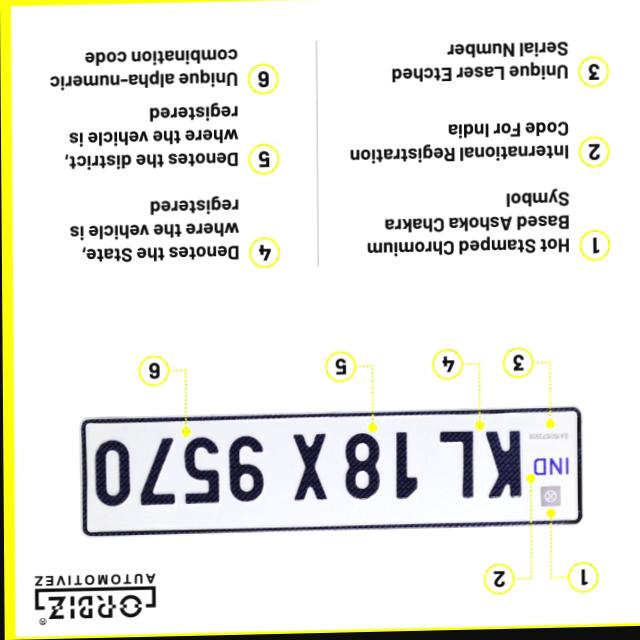 ORBIZ®
AUTOMOTIVEZ
1
2
IND
KL 18 X 9570
3
4
5
6
1 Hot Stamped Chromium
Based Ashoka Chakra
Symbol
2 International Registration
Code For India
3 Unique Laser Etched
Serial Number
4 Denotes the State,
where the vehicle is
registered
5 Denotes the district,
where the vehicle is
registered
6 Unique alpha-numeric
combination code